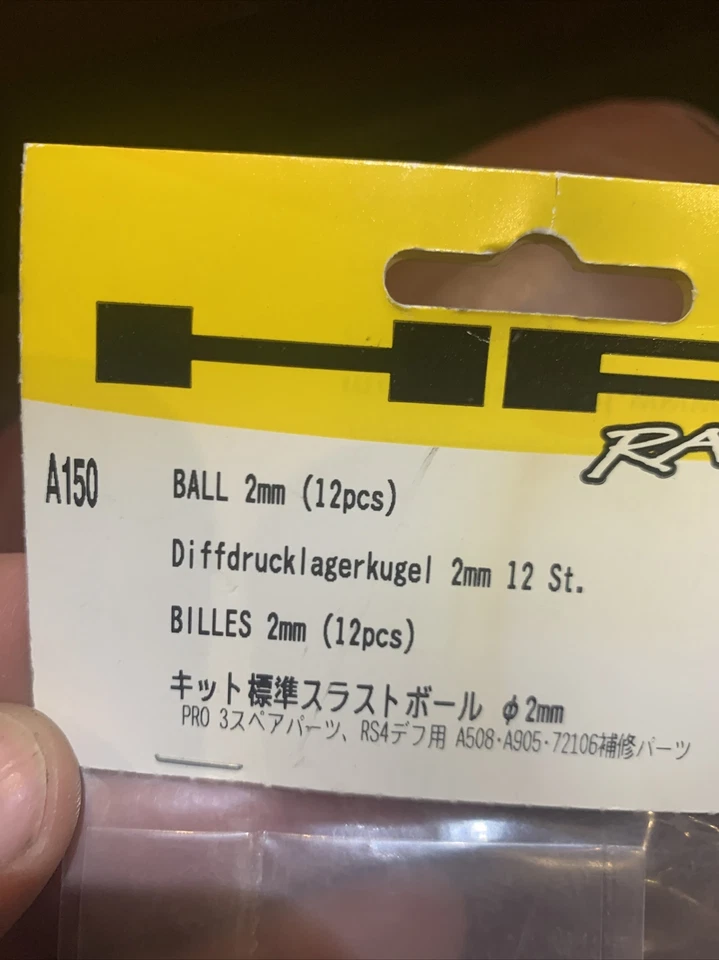 HP
RA
A150
BALL 2mm (12pcs)
Diffdrucklagerkugel 2mm 12 St.
BILLES 2mm (12pcs)
キット標準スラストボール φ2mm
PRO 3スペアパーツ、RS4デフ用 A508・A905・72106補修パーツ